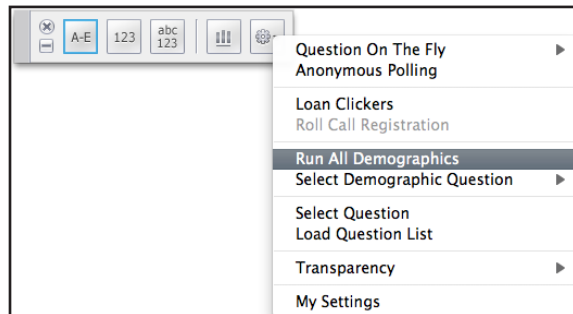 A-E
123
abc
123
Question On The Fly
Anonymous Polling
Loan Clickers
Roll Call Registration
Run All Demographics
Select Demographic Question
Select Question
Load Question List
Transparency
My Settings